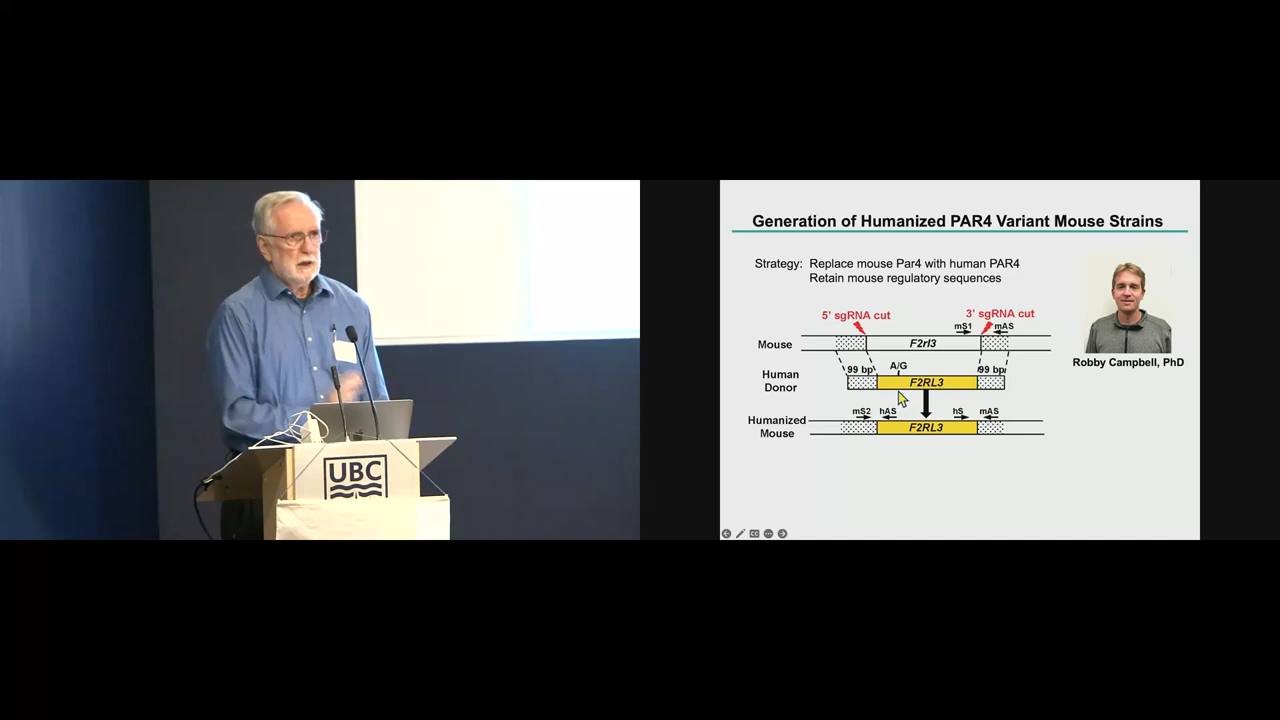 UBC
Generation of Humanized PAR4 Variant Mouse Strains
Strategy: Replace mouse Par4 with human PAR4
Retain mouse regulatory sequences
5' sgRNA cut
3' sgRNA cut
mS1
mAS
Mouse
F2rl3
99 bp
A/G
99 bp
Human
Donor
F2RL3
mS2
hAS
hS
mAS
Humanized
Mouse
F2RL3
Robby Campbell, PhD
CC